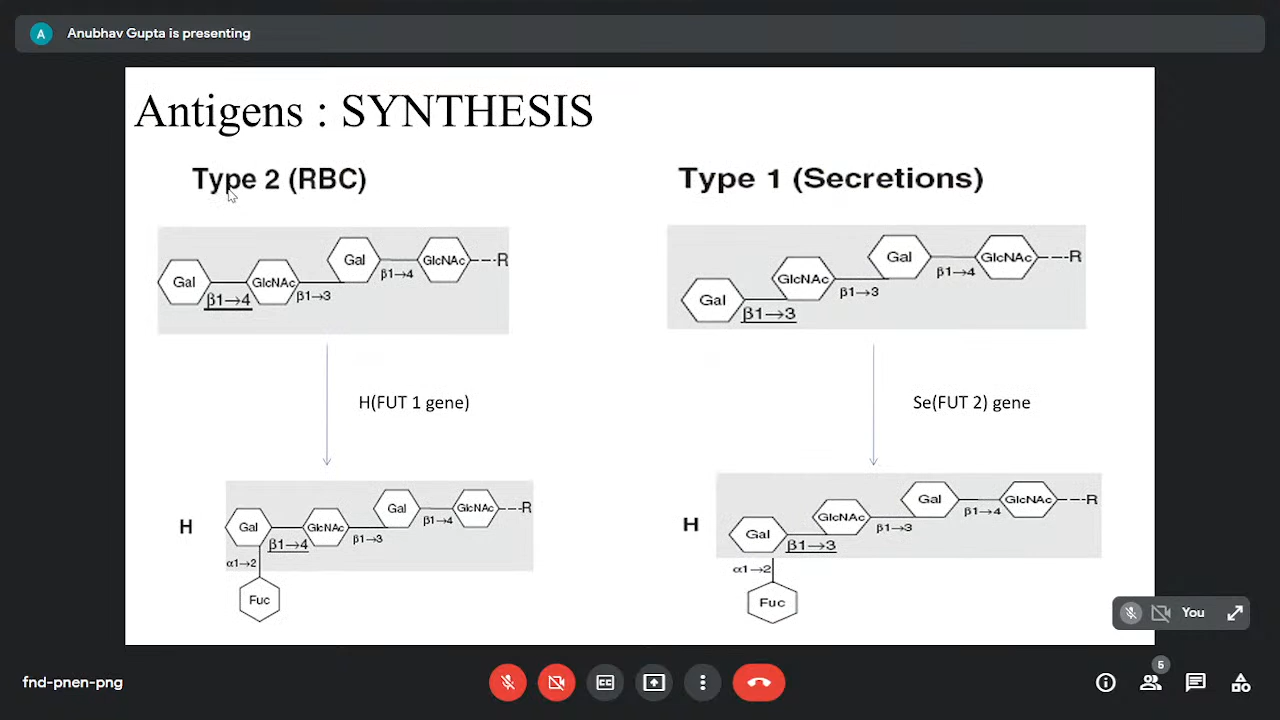 A
Anubhav Gupta is presenting
Antigens : SYNTHESIS
Type 2 (RBC)
Type 1 (Secretions)
Gal
β1→4
GlcNAc
β1→3
Gal
β1→4
GlcNAc
R
Gal
β1→3
GlcNAc
β1→3
Gal
β1→4
GlcNAc
R
H(FUT 1 gene)
Se(FUT 2) gene
H
Gal
β1→4
GlcNAc
β1→3
Gal
β1→4
GlcNAc
R
α1→2
Fuc
H
Gal
β1→3
GlcNAc
β1→3
Gal
β1→4
GlcNAc
R
α1→2
Fuc
You
fnd-pnen-png
CC
5